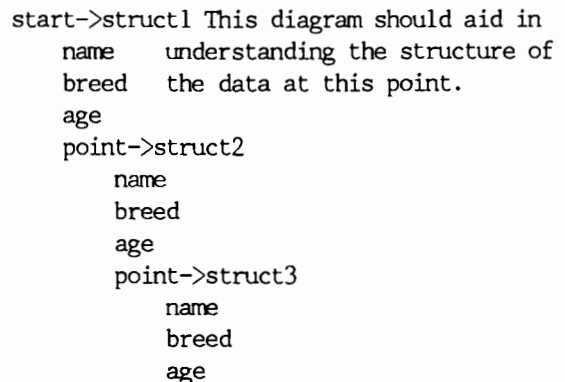 start->struct1 This diagram should aid in
name understanding the structure of
breed the data at this point.
age
point->struct2
name
breed
age
point->struct3
name
breed
age